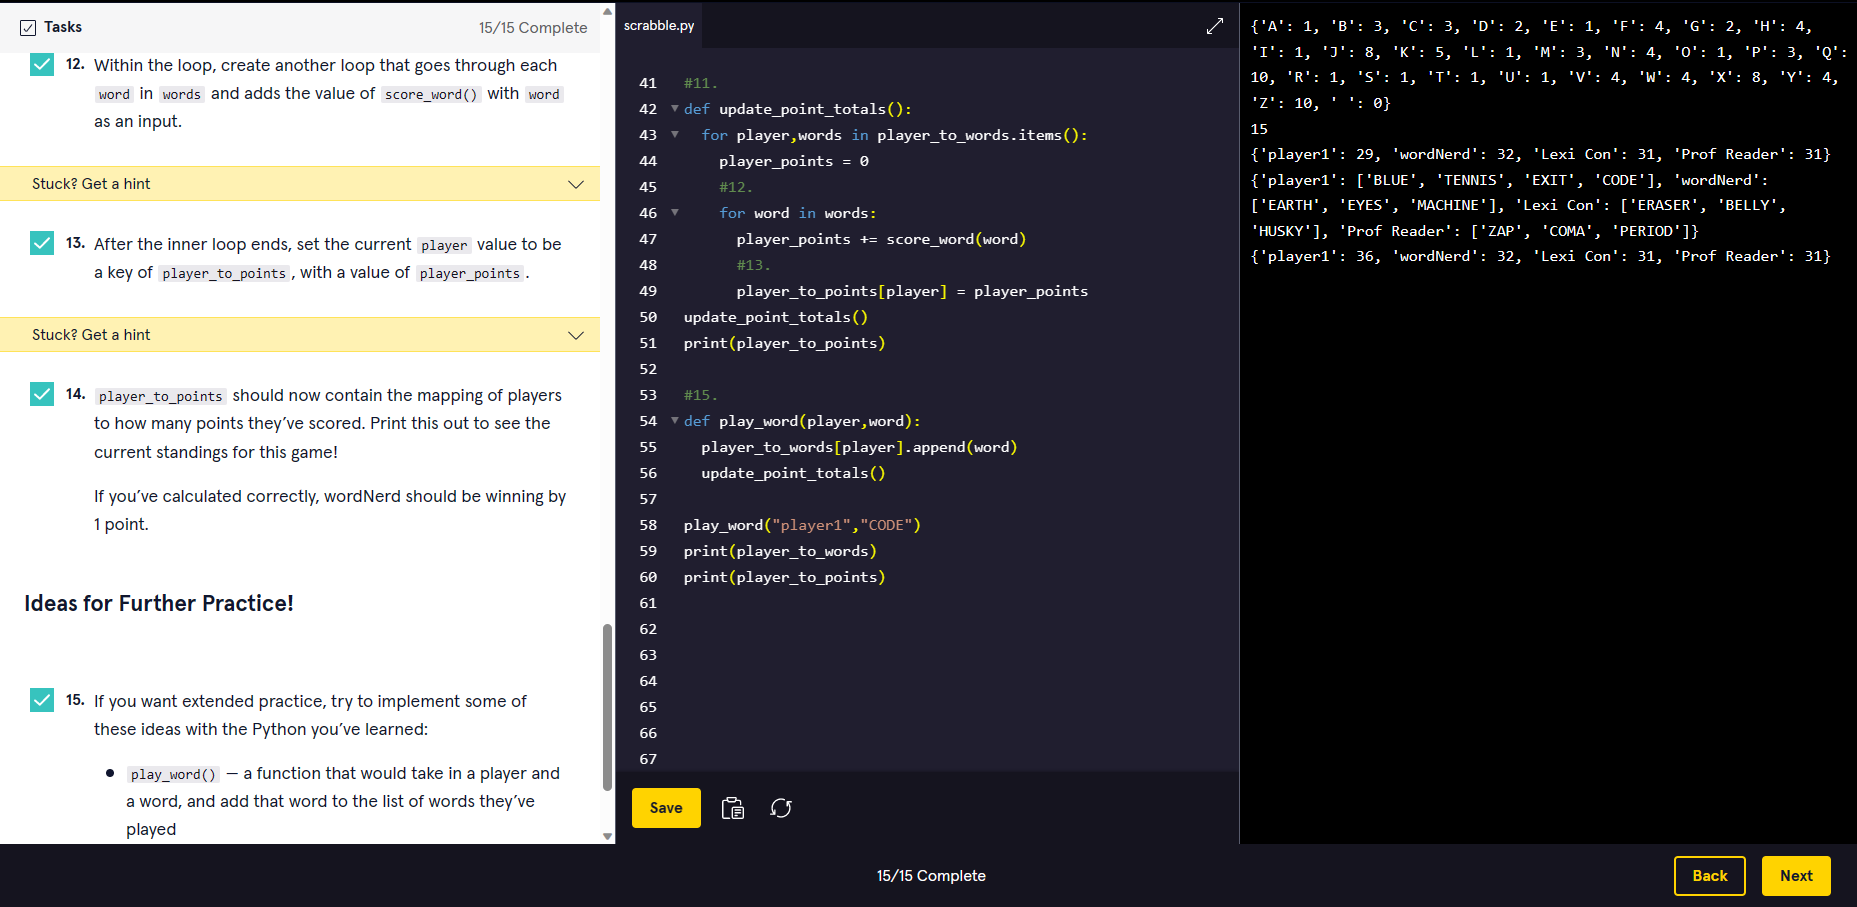 Tasks
15/15 Complete
12. Within the loop, create another loop that goes through each
word in words and adds the value of score_word() with word
as an input.
Stuck? Get a hint
13. After the inner loop ends, set the current player value to be
a key of player_to_points, with a value of player_points.
Stuck? Get a hint
14. player_to_points should now contain the mapping of players
to how many points they’ve scored. Print this out to see the
current standings for this game!
If you’ve calculated correctly, wordNerd should be winning by
1 point.
Ideas for Further Practice!
15. If you want extended practice, try to implement some of
these ideas with the Python you’ve learned:
• play_word() — a function that would take in a player and
a word, and add that word to the list of words they’ve
played
scrabble.py
41 #11.
42 def update_point_totals():
43 for player,words in player_to_words.items():
44 player_points = 0
45 #12.
46 for word in words:
47 player_points += score_word(word)
48 #13.
49 player_to_points[player] = player_points
50 update_point_totals()
51 print(player_to_points)
52
53 #15.
54 def play_word(player,word):
55 player_to_words[player].append(word)
56 update_point_totals()
57
58 play_word("player1","CODE")
59 print(player_to_words)
60 print(player_to_points)
61
62
63
64
65
66
67
Save
{'A': 1, 'B': 3, 'C': 3, 'D': 2, 'E': 1, 'F': 4, 'G': 2, 'H': 4,
'I': 1, 'J': 8, 'K': 5, 'L': 1, 'M': 3, 'N': 4, 'O': 1, 'P': 3, 'Q':
10, 'R': 1, 'S': 1, 'T': 1, 'U': 1, 'V': 4, 'W': 4, 'X': 8, 'Y': 4,
'Z': 10, ' ': 0}
15
{'player1': 29, 'wordNerd': 32, 'Lexi Con': 31, 'Prof Reader': 31}
{'player1': ['BLUE', 'TENNIS', 'EXIT', 'CODE'], 'wordNerd':
['EARTH', 'EYES', 'MACHINE'], 'Lexi Con': ['ERASER', 'BELLY',
'HUSKY'], 'Prof Reader': ['ZAP', 'COMA', 'PERIOD']}
{'player1': 36, 'wordNerd': 32, 'Lexi Con': 31, 'Prof Reader': 31}
15/15 Complete
Back
Next